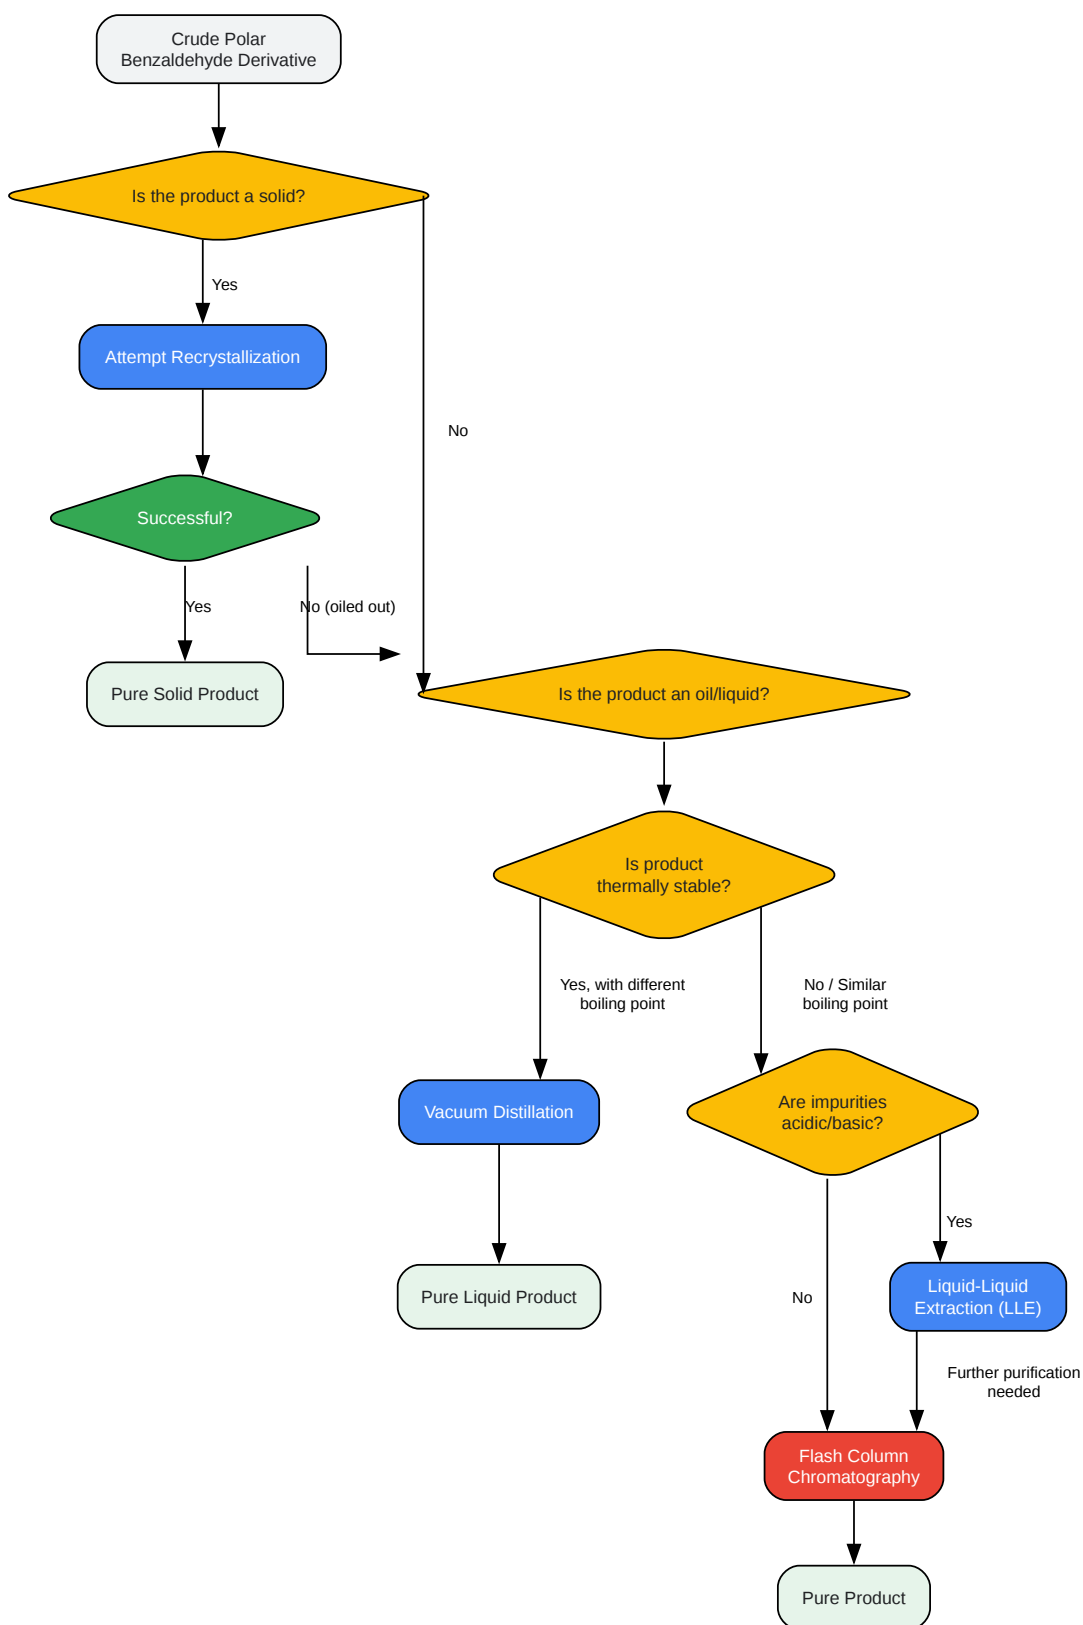 Crude Polar
Benzaldehyde Derivative
Is the product a solid?
Yes
Attempt Recrystallization
No
Successful?
Yes
No (oiled out)
Pure Solid Product
Is the product an oil/liquid?
Is product
thermally stable?
Yes, with different
boiling point
No / Similar
boiling point
Vacuum Distillation
Are impurities
acidic/basic?
Yes
Pure Liquid Product
No
Liquid-Liquid
Extraction (LLE)
Further purification
needed
Flash Column
Chromatography
Pure Product